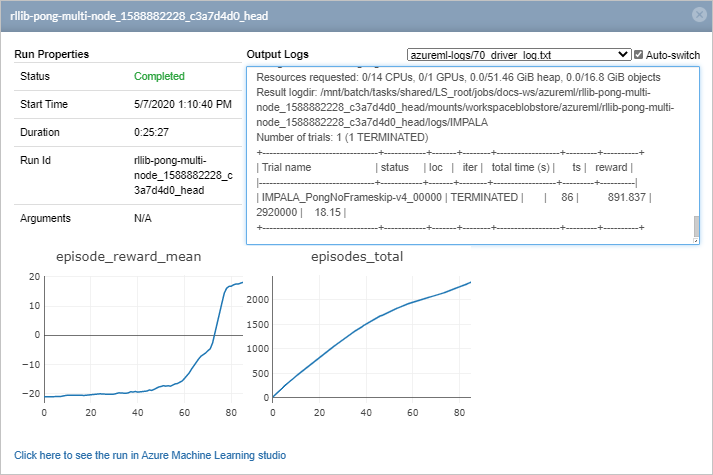 rllib-pong-multi-node_1588882228_c3a7d4d0_head
Run Properties
Status Completed
Start Time 5/7/2020 1:10:40 PM
Duration 0:25:27
Run Id rllib-pong-multi-
node_1588882228_c
3a7d4d0_head
Arguments N/A
Output Logs azureml-logs/70_driver_log.txt Auto-switch
Resources requested: 0/14 CPUs, 0/1 GPUs, 0.0/51.46 GiB heap, 0.0/16.8 GiB objects
Result logdir: /mnt/batch/tasks/shared/LS_root/jobs/docs-ws/azureml/rllib-pong-multi-
node_1588882228_c3a7d4d0_head/mounts/workspaceblobstore/azureml/rllib-pong-multi-
node_1588882228_c3a7d4d0_head/logs/IMPALA
Number of trials: 1 (1 TERMINATED)
| Trial name | status | loc | iter | total time (s) | ts | reward |
| IMPALA_PongNoFrameskip-v4_00000 | TERMINATED | | 86 | 891.837 |
2920000 | 18.15 |
episode_reward_mean
20
10
0
−10
−20
0 20 40 60 80
episodes_total
2000
1500
1000
500
0
0 20 40 60 80
Click here to see the run in Azure Machine Learning studio